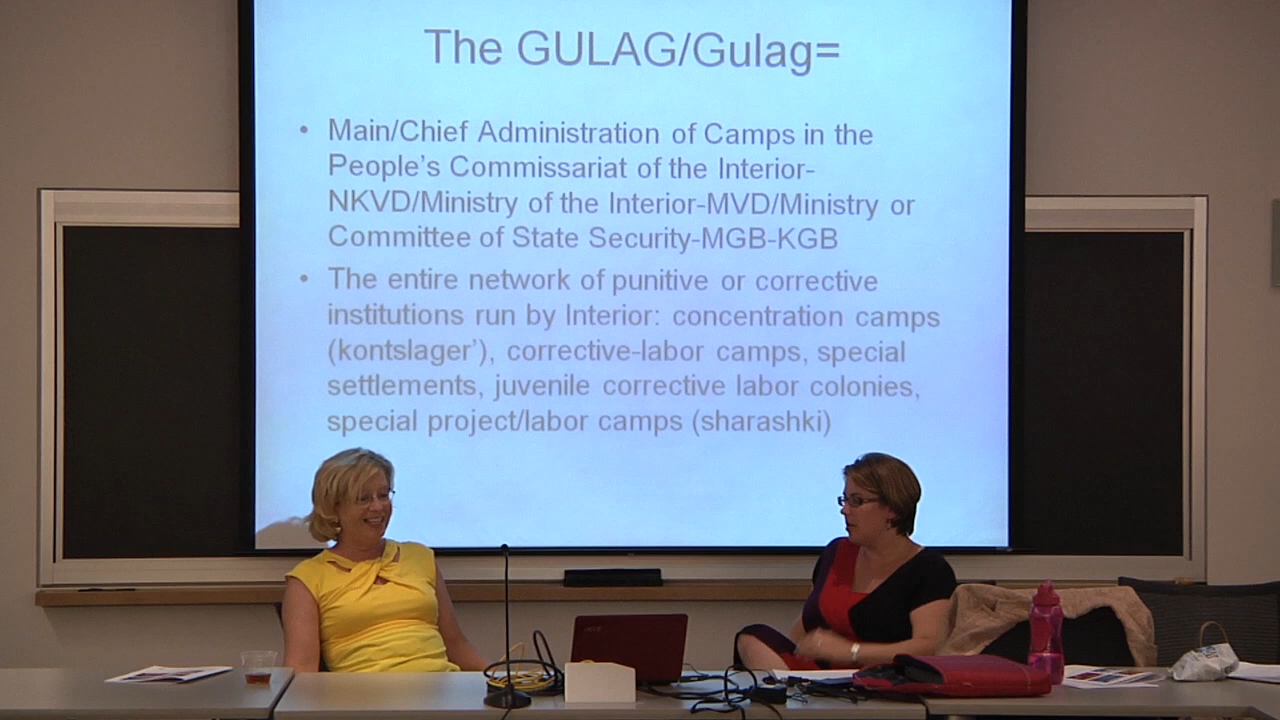 The GULAG/Gulag=
• Main/Chief Administration of Camps in the
People’s Commissariat of the Interior-
NKVD/Ministry of the Interior-MVD/Ministry or
Committee of State Security-MGB-KGB
• The entire network of punitive or corrective
institutions run by Interior: concentration camps
(kontslager’), corrective-labor camps, special
settlements, juvenile corrective labor colonies,
special project/labor camps (sharashki)
acer